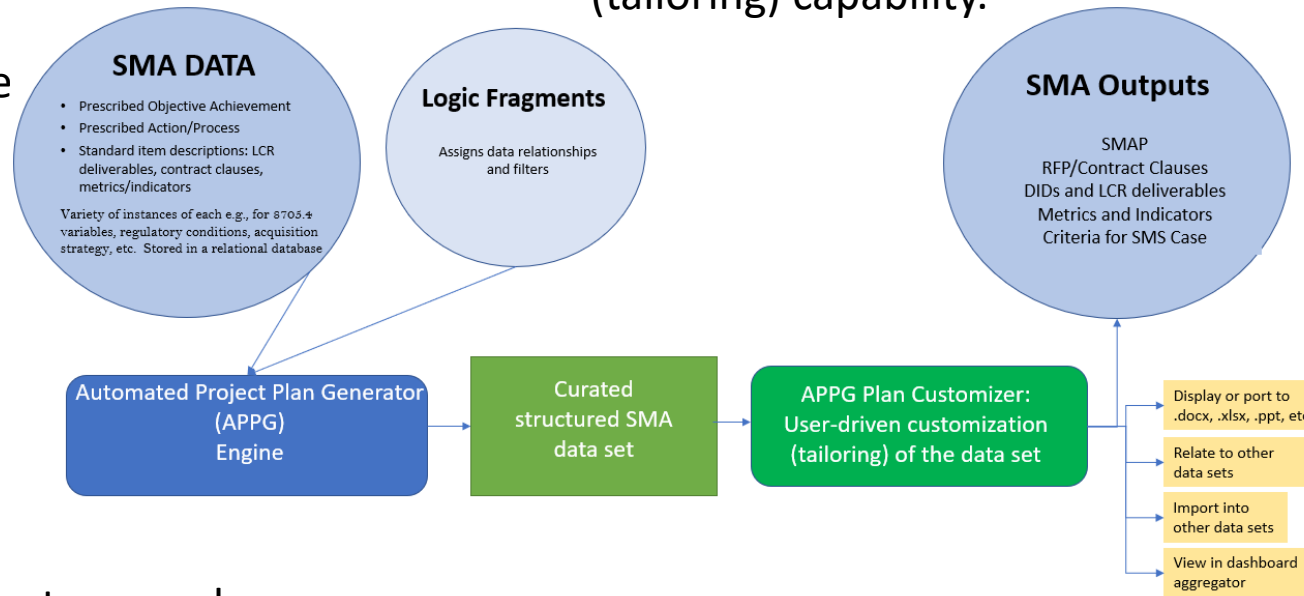 (tailoring) capability.
e
SMA DATA
• Prescribed Objective Achievement
• Prescribed Action/Process
• Standard item descriptions: LCR
deliverables, contract clauses,
metrics/indicators
Variety of instances of each e.g., for 8705.4
variables, regulatory conditions, acquisition
strategy, etc. Stored in a relational database
Logic Fragments
Assigns data relationships
and filters
SMA Outputs
SMAP
RFP/Contract Clauses
DIDs and LCR deliverables
Metrics and Indicators
Criteria for SMS Case
Automated Project Plan Generator
(APPG)
Engine
Curated
structured SMA
data set
APPG Plan Customizer:
User-driven customization
(tailoring) of the data set
Display or port to
.docx, .xlsx, .ppt, etc
Relate to other
data sets
Import into
other data sets
View in dashboard
aggregator